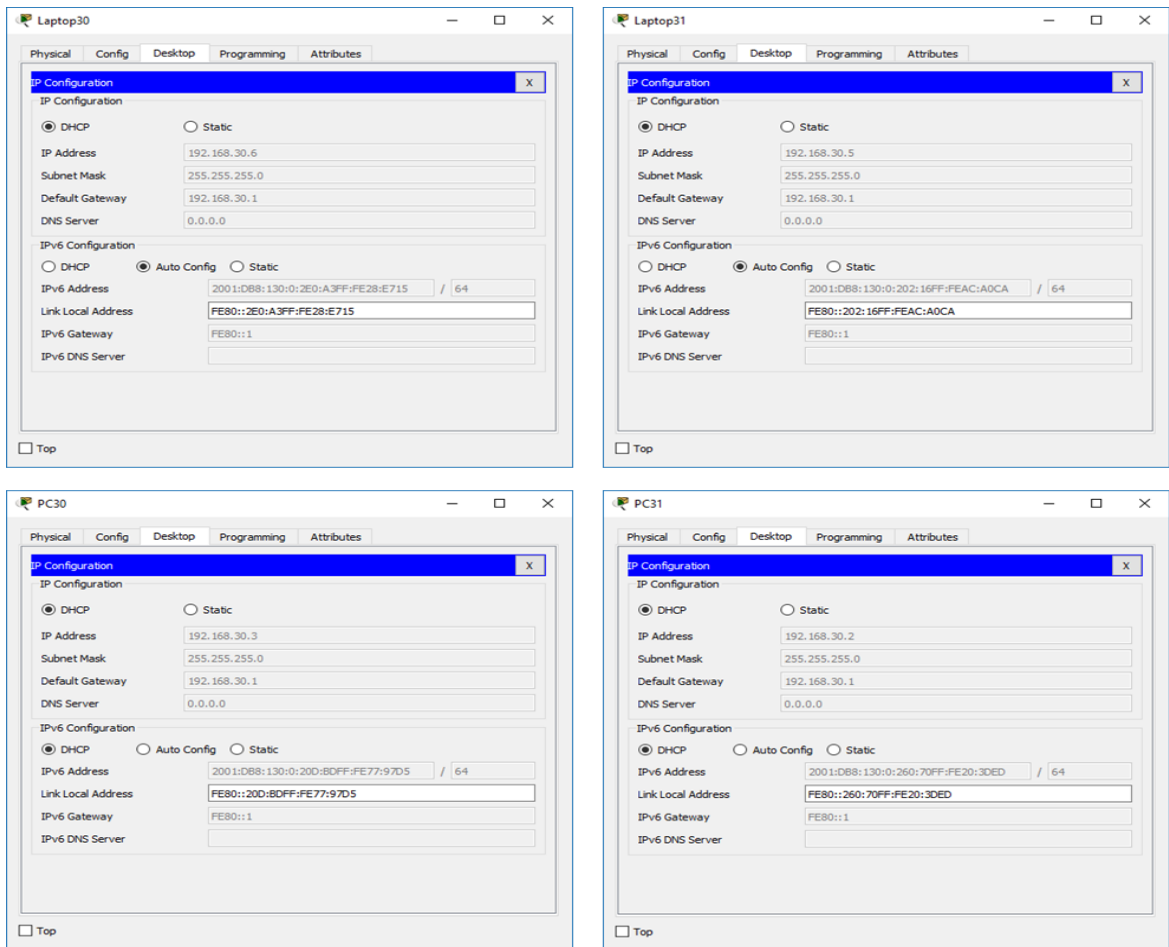 Laptop30
Physical Config Desktop Programming Attributes
IP Configuration X
IP Configuration
DHCP Static
IP Address 192.168.30.6
Subnet Mask 255.255.255.0
Default Gateway 192.168.30.1
DNS Server 0.0.0.0
IPv6 Configuration
DHCP Auto Config Static
IPv6 Address 2001:DB8:130:0:2E0:A3FF:FE28:E715 / 64
Link Local Address FE80::2E0:A3FF:FE28:E715
IPv6 Gateway FE80::1
IPv6 DNS Server
Top
Laptop31
Physical Config Desktop Programming Attributes
IP Configuration X
IP Configuration
DHCP Static
IP Address 192.168.30.5
Subnet Mask 255.255.255.0
Default Gateway 192.168.30.1
DNS Server 0.0.0.0
IPv6 Configuration
DHCP Auto Config Static
IPv6 Address 2001:DB8:130:0:202:16FF:FEAC:A0CA / 64
Link Local Address FE80::202:16FF:FEAC:A0CA
IPv6 Gateway FE80::1
IPv6 DNS Server
Top
PC30
Physical Config Desktop Programming Attributes
IP Configuration X
IP Configuration
DHCP Static
IP Address 192.168.30.3
Subnet Mask 255.255.255.0
Default Gateway 192.168.30.1
DNS Server 0.0.0.0
IPv6 Configuration
DHCP Auto Config Static
IPv6 Address 2001:DB8:130:0:20D:BDFF:FE77:97D5 / 64
Link Local Address FE80::20D:BDFF:FE77:97D5
IPv6 Gateway FE80::1
IPv6 DNS Server
Top
PC31
Physical Config Desktop Programming Attributes
IP Configuration X
IP Configuration
DHCP Static
IP Address 192.168.30.2
Subnet Mask 255.255.255.0
Default Gateway 192.168.30.1
DNS Server 0.0.0.0
IPv6 Configuration
DHCP Auto Config Static
IPv6 Address 2001:DB8:130:0:260:70FF:FE20:3DED / 64
Link Local Address FE80::260:70FF:FE20:3DED
IPv6 Gateway FE80::1
IPv6 DNS Server
Top